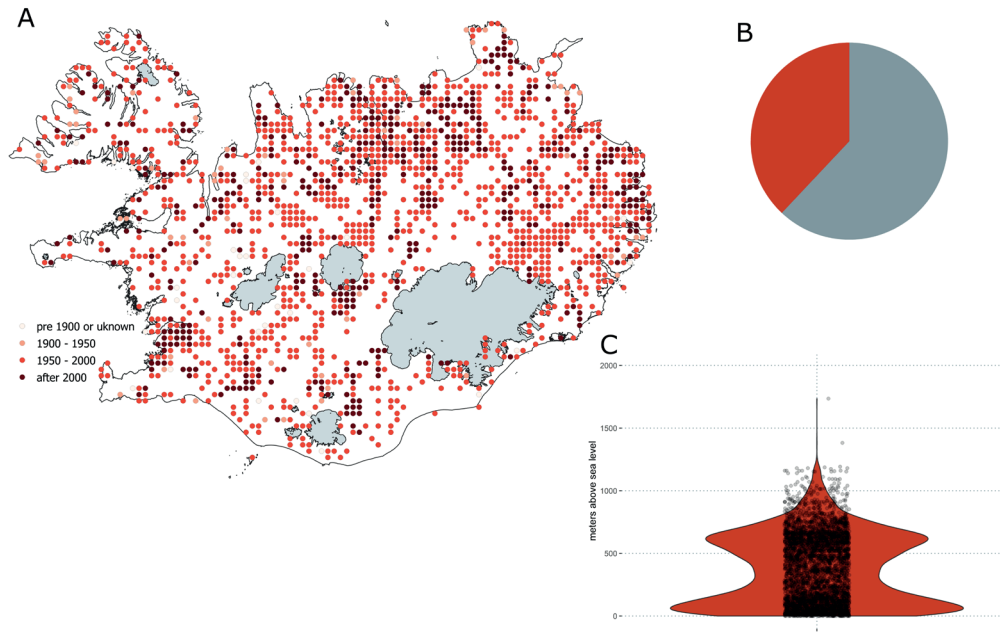 A
B
pre 1900 or uknown
1900 - 1950
1950 - 2000
after 2000
C
2000
1500
1000
500
0
meters above sea level